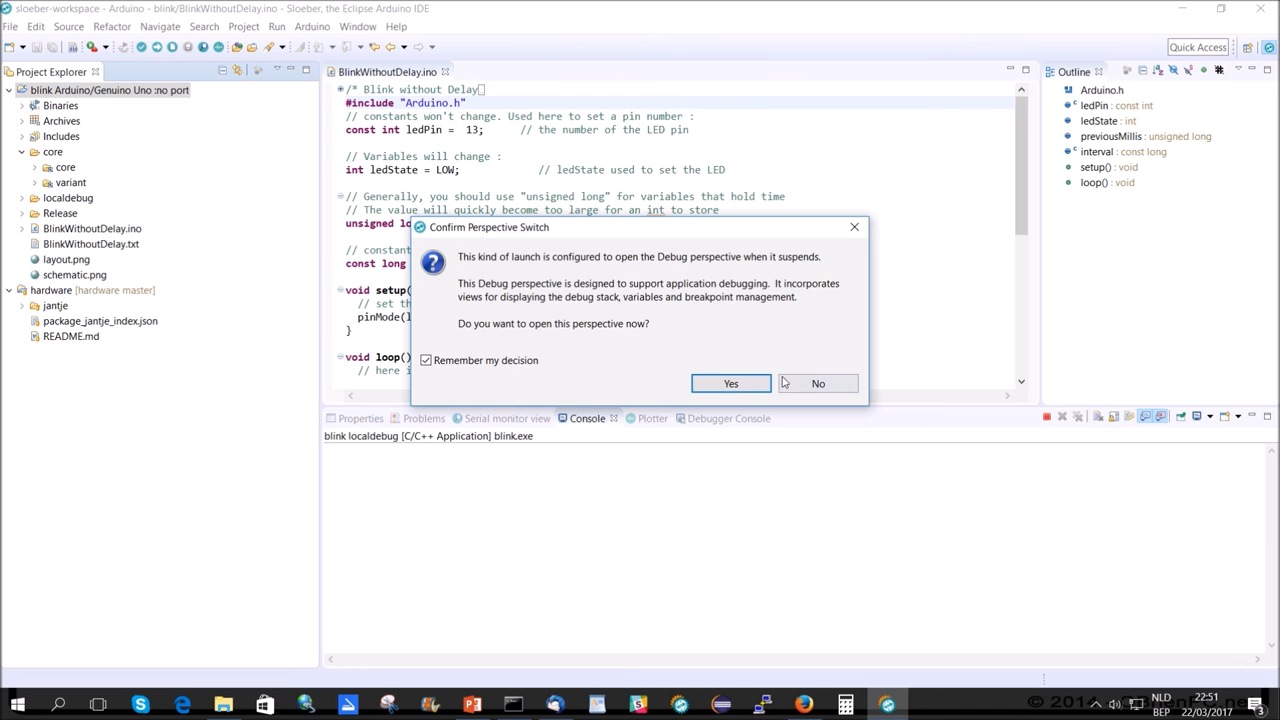 sloeber-workspace - Arduino - blink/BlinkWithoutDelay.ino - Sloeber, the Eclipse Arduino IDE
File Edit Source Refactor Navigate Search Project Run Arduino Window Help
Quick Access
Project Explorer
blink Arduino/Genuino Uno :no port
Binaries
Archives
Includes
core
core
variant
localdebug
Release
BlinkWithoutDelay.ino
BlinkWithoutDelay.txt
layout.png
schematic.png
hardware [hardware master]
jantje
package_jantje_index.json
README.md
BlinkWithoutDelay.ino
/* Blink without Delay
#include "Arduino.h"
// constants won't change. Used here to set a pin number :
const int ledPin = 13; // the number of the LED pin
// Variables will change :
int ledState = LOW; // ledState used to set the LED
// Generally, you should use "unsigned long" for variables that hold time
// The value will quickly become too large for an int to store
unsigned lo
// constant
const long
void setup(
// set th
pinMode(l
}
void loop()
// here i
Confirm Perspective Switch
This kind of launch is configured to open the Debug perspective when it suspends.
This Debug perspective is designed to support application debugging. It incorporates
views for displaying the debug stack, variables and breakpoint management.
Do you want to open this perspective now?
Remember my decision
Yes No
Outline
Arduino.h
ledPin : const int
ledState : int
previousMillis : unsigned long
interval : const long
setup() : void
loop() : void
Properties Problems Serial monitor view Console Plotter Debugger Console
blink localdebug [C/C++ Application] blink.exe
NLD
BEP
22:51
22/03/2017
3
© 2014